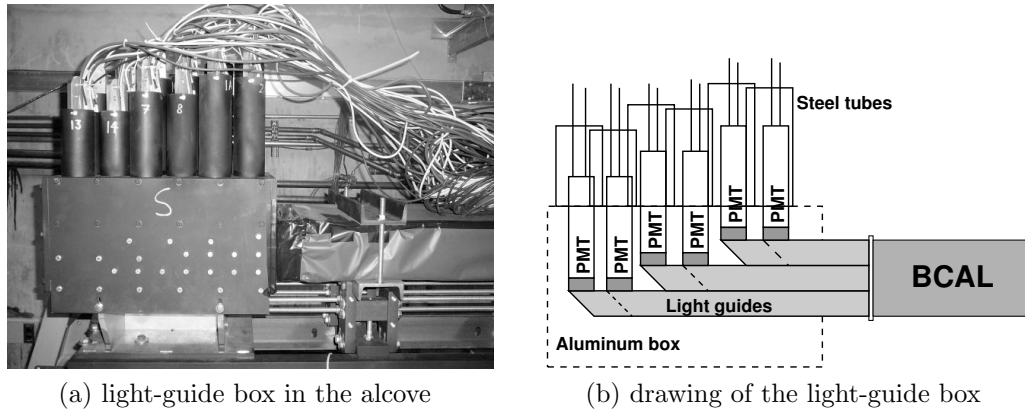 13
14
7
8
1A
2
S
Steel tubes
PMT
PMT
PMT
PMT
PMT
PMT
BCAL
Light guides
Aluminum box
(a) light-guide box in the alcove
(b) drawing of the light-guide box